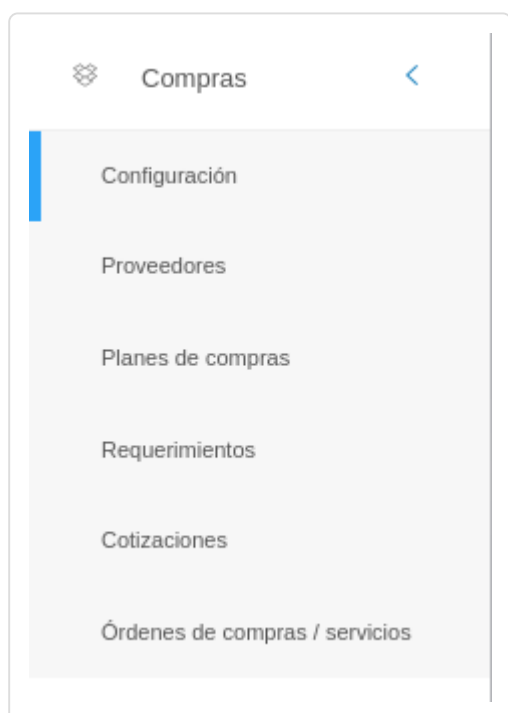 Compras
Configuración
Proveedores
Planes de compras
Requerimientos
Cotizaciones
Órdenes de compras / servicios